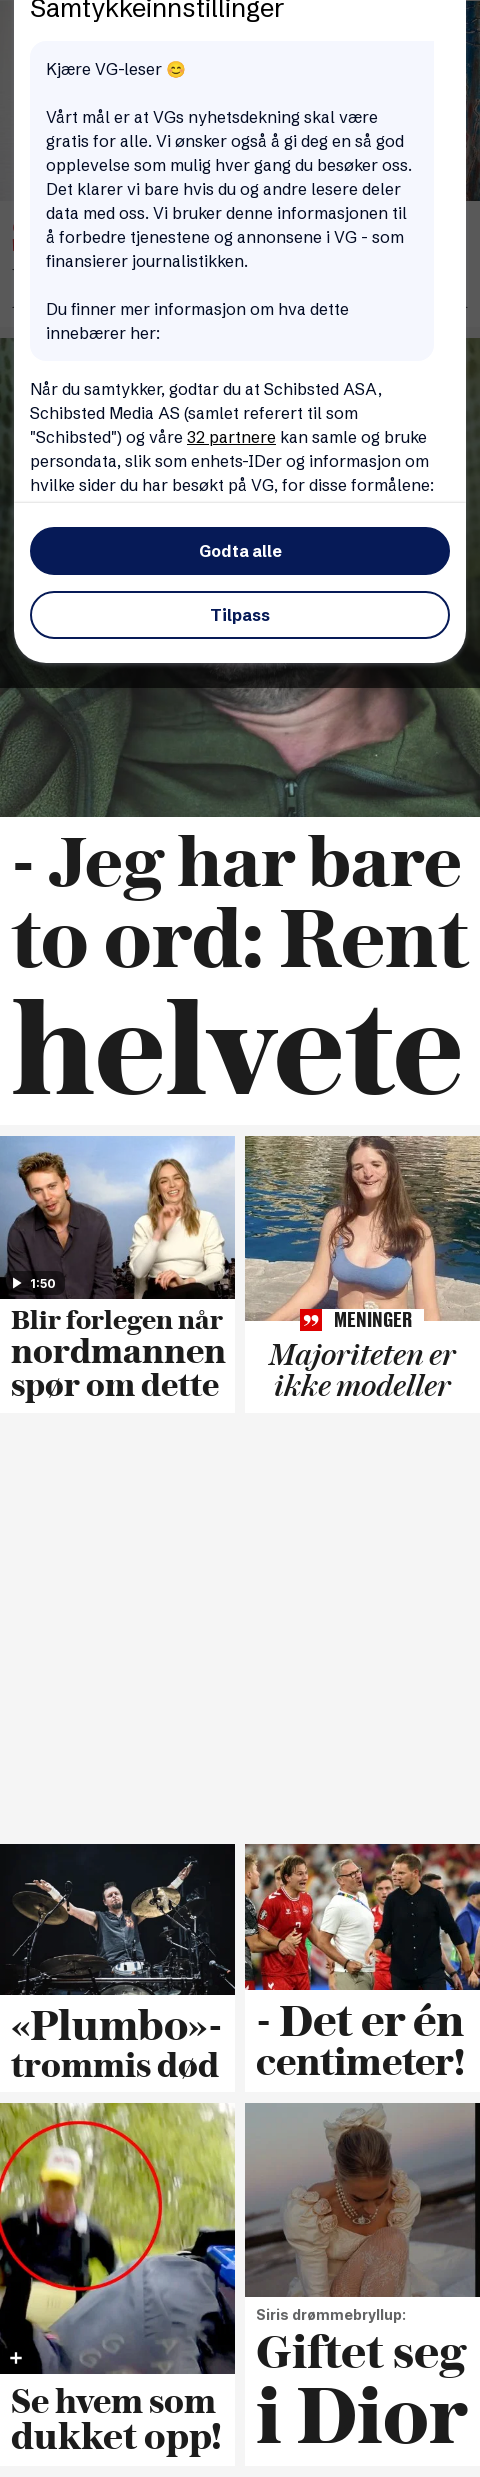 Samtykkeinnstillinger
Kjære VG-leser 😊
Vårt mål er at VGs nyhetsdekning skal være
gratis for alle. Vi ønsker også å gi deg en så god
opplevelse som mulig hver gang du besøker oss.
Det klarer vi bare hvis du og andre lesere deler
data med oss. Vi bruker denne informasjonen til
å forbedre tjenestene og annonsene i VG - som
finansierer journalistikken.
Du finner mer informasjon om hva dette
innebærer her:
Når du samtykker, godtar du at Schibsted ASA,
Schibsted Media AS (samlet referert til som
"Schibsted") og våre 32 partnere kan samle og bruke
persondata, slik som enhets-IDer og informasjon om
hvilke sider du har besøkt på VG, for disse formålene:
Godta alle
Tilpass
- Jeg har bare
to ord: Rent
helvete
1:50
Blir forlegen når
nordmannen
spør om dette
MENINGER
Majoriteten er
ikke modeller
«Plumbo»-
trommis død
- Det er én
centimeter!
Se hvem som
dukket opp!
Siris drømmebryllup:
Giftet seg
i Dior